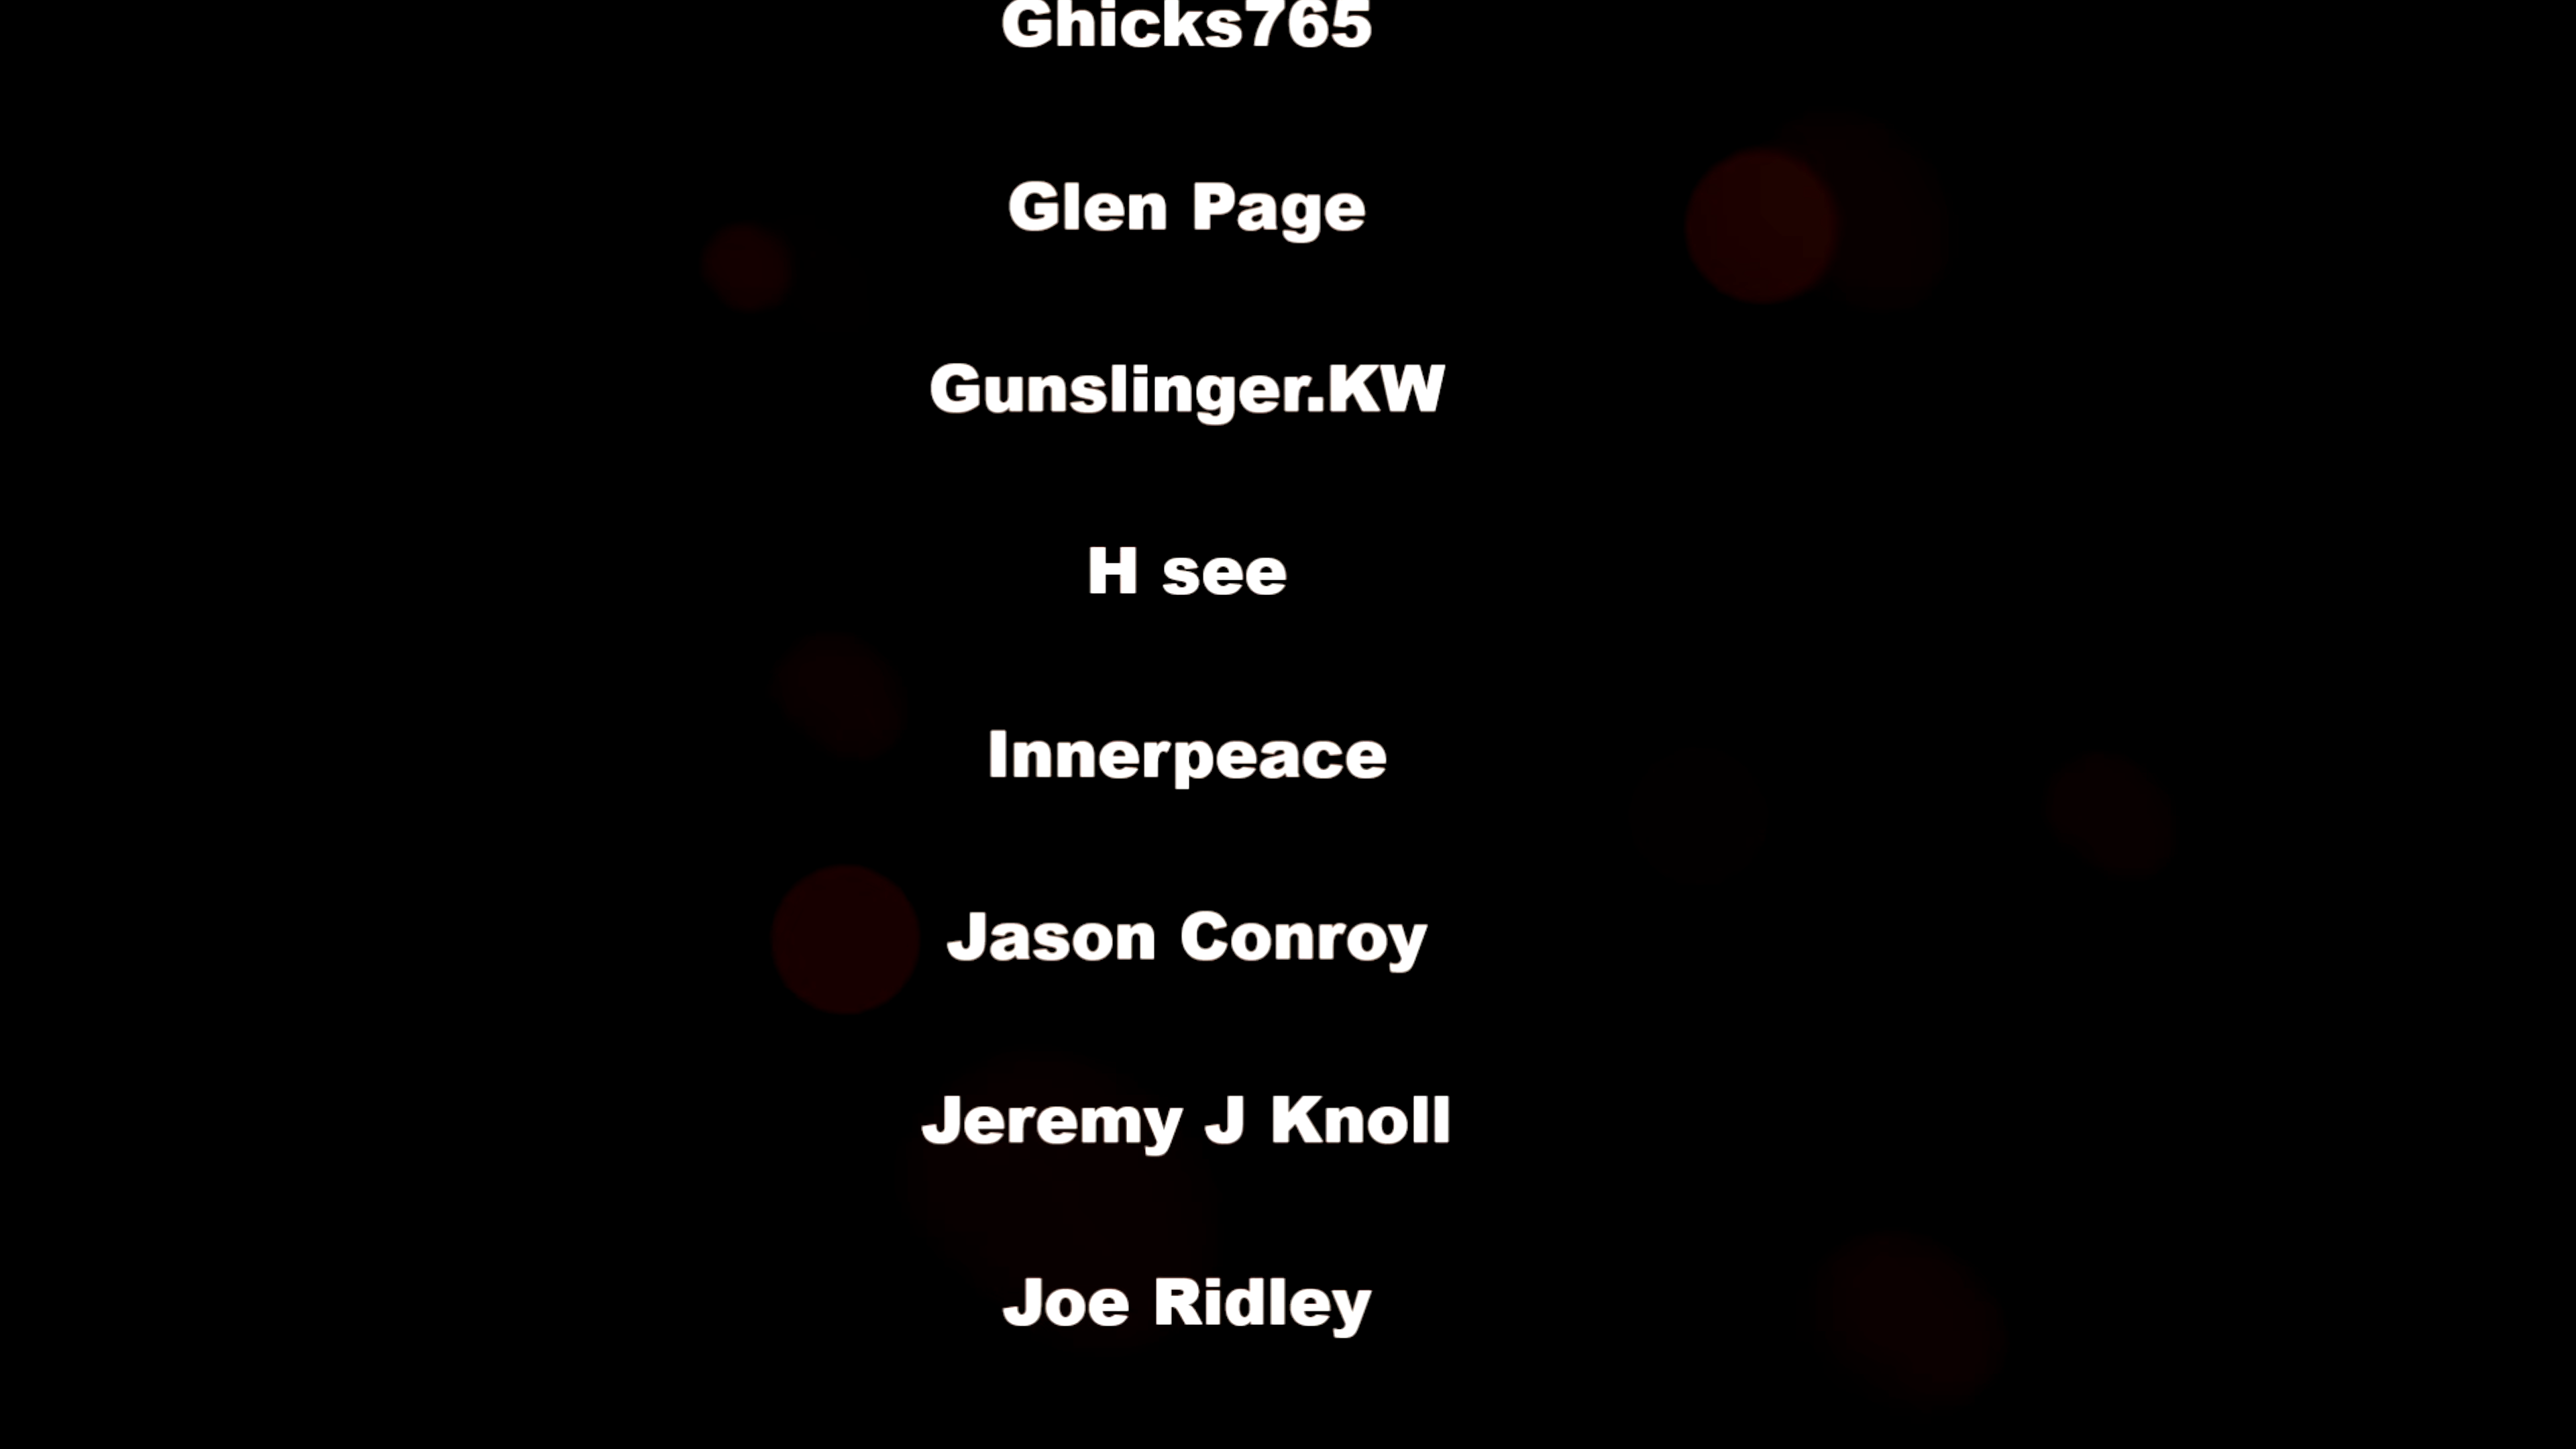 Ghicks765
Glen Page
Gunslinger.KW
H see
Innerpeace
Jason Conroy
Jeremy J Knoll
Joe Ridley